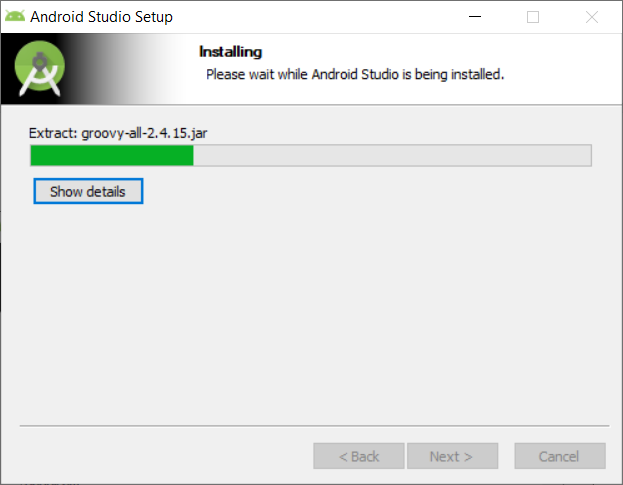 Android Studio Setup
Installing
Please wait while Android Studio is being installed.
Extract: groovy-all-2.4.15.jar
Show details
< Back
Next >
Cancel